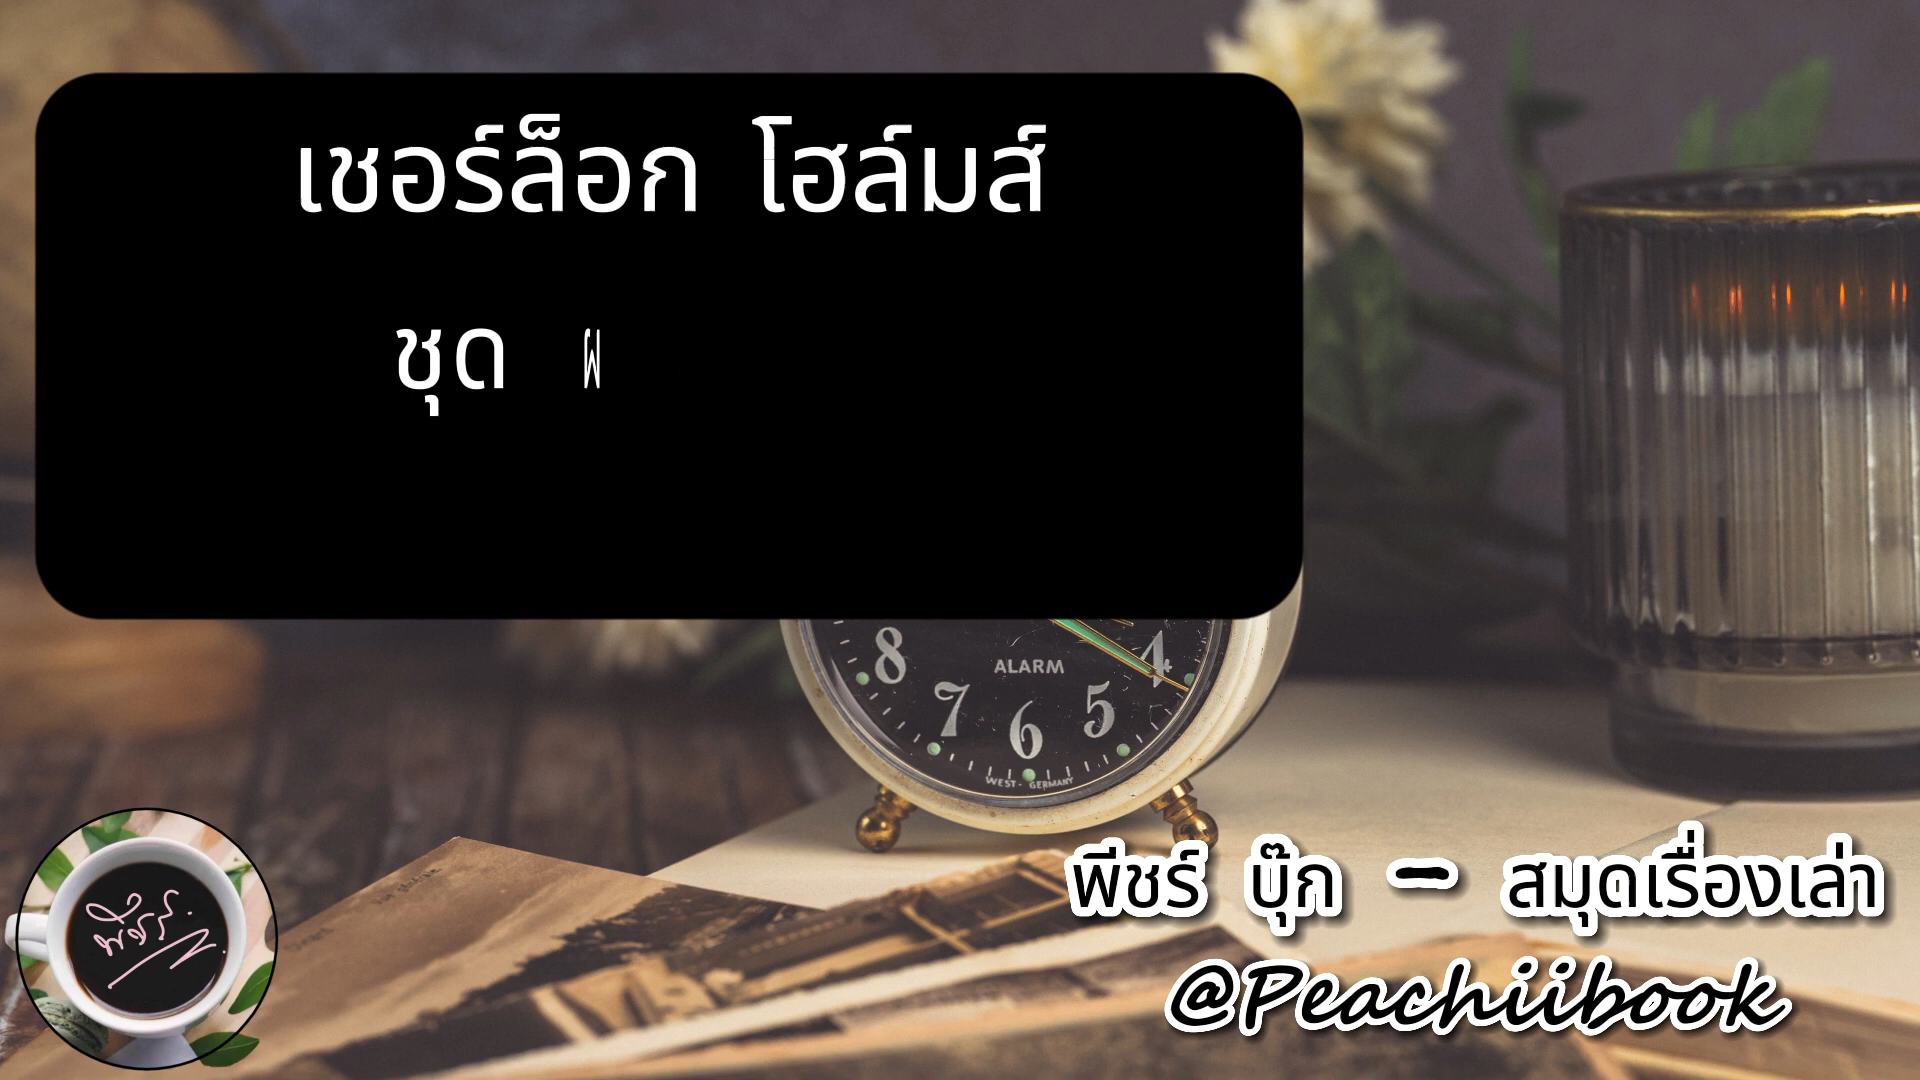 เชอร์ล็อก โฮล์มส์
ชุด ผ
8 ALARM 4
7 6 5
WEST- GERMANY
พีชร์ บุ๊ก - สมุดเรื่องเล่า
@Peachiibook